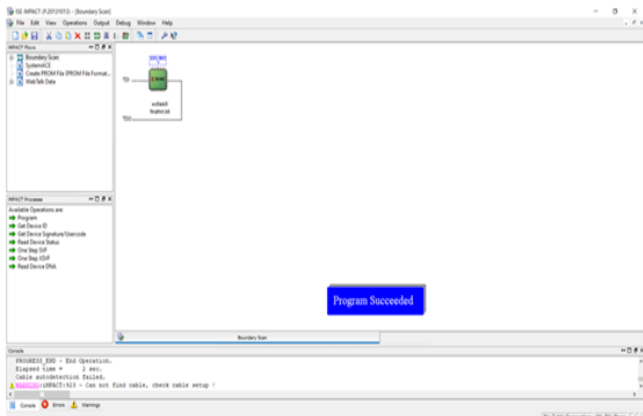 ISE iMPACT (P.20131013) - [Boundary Scan]
File Edit View Operations Output Debug Window Help
iMPACT Flows
Boundary Scan
SystemACE
Create PROM File (PROM File Format...
WebTalk Data
TDI
TDO
iMPACT Processes
Available Operations are:
Program
Get Device ID
Get Device Signature/Usercode
Read Device Status
One Step SVF
One Step XSVF
Read Device DNA
Program Succeeded
Boundary Scan
Console
PROGRESS_END - End Operation.
Elapsed time = 2 sec.
Cable autodetection failed.
WARNING:iMPACT:923 - Can not find cable, check cable setup !
Console Errors Warnings